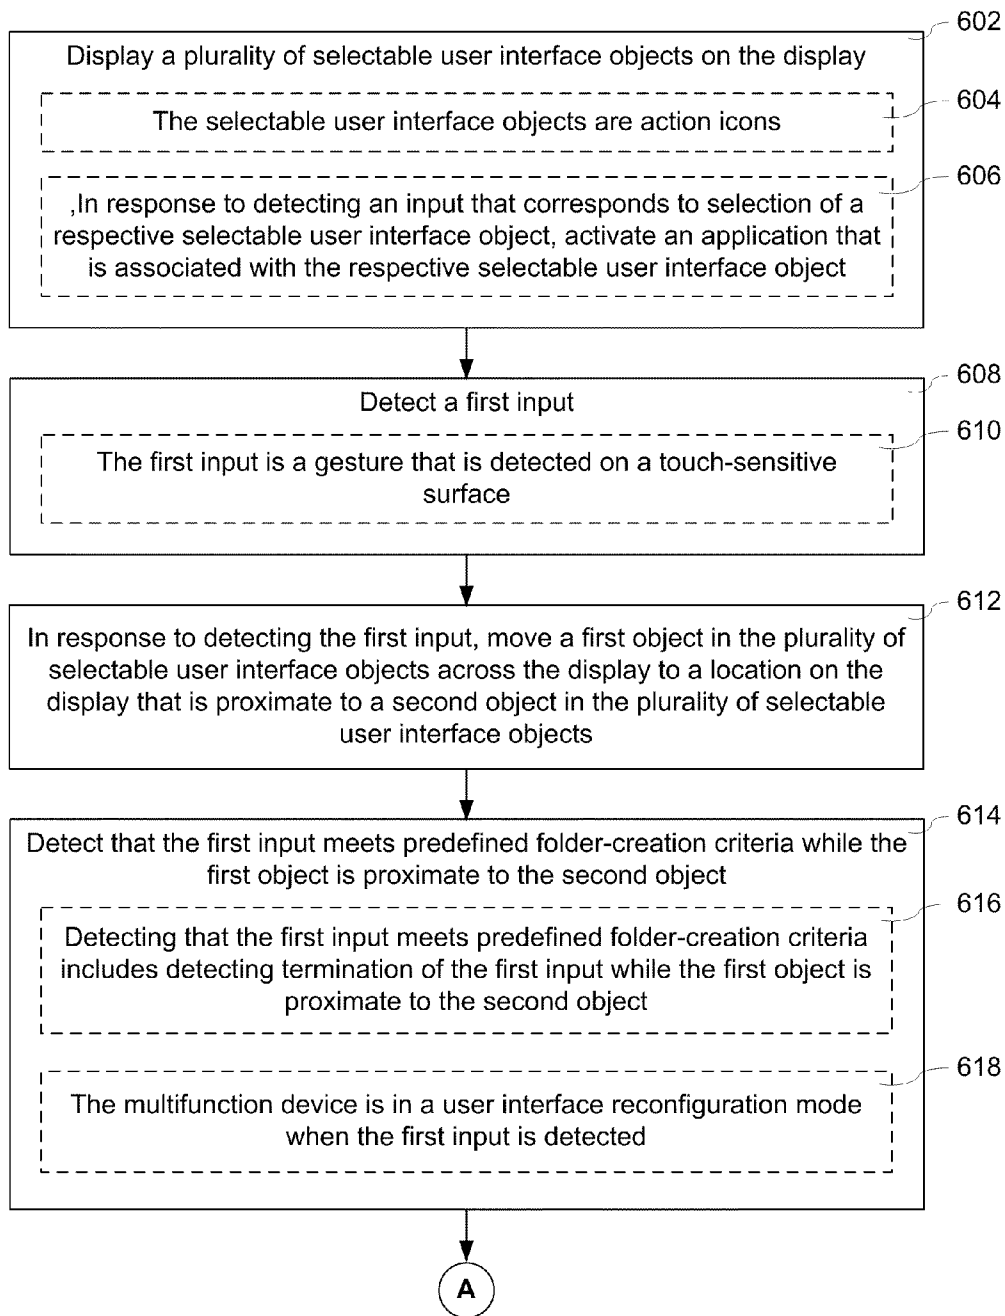 602
Display a plurality of selectable user interface objects on the display
604
The selectable user interface objects are action icons
606
,In response to detecting an input that corresponds to selection of a
respective selectable user interface object, activate an application that
is associated with the respective selectable user interface object
608
Detect a first input
610
The first input is a gesture that is detected on a touch-sensitive
surface
612
In response to detecting the first input, move a first object in the plurality of
selectable user interface objects across the display to a location on the
display that is proximate to a second object in the plurality of selectable
user interface objects
614
Detect that the first input meets predefined folder-creation criteria while the
first object is proximate to the second object
616
Detecting that the first input meets predefined folder-creation criteria
includes detecting termination of the first input while the first object is
proximate to the second object
618
The multifunction device is in a user interface reconfiguration mode
when the first input is detected
A